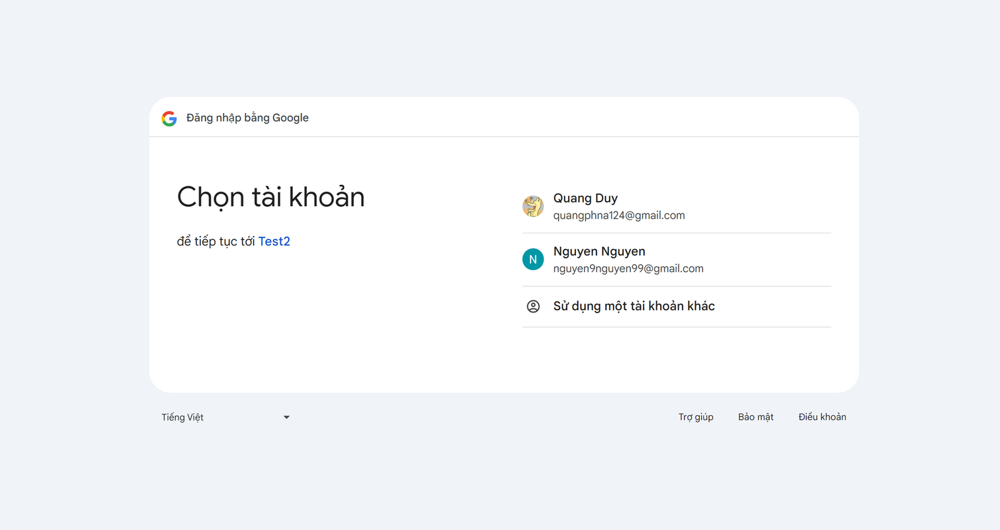 Đăng nhập bằng Google
Chọn tài khoản
để tiếp tục tới Test2
Quang Duy
quangphna124@gmail.com
N
Nguyen Nguyen
nguyen9nguyen99@gmail.com
Sử dụng một tài khoản khác
Tiếng Việt
Trợ giúp
Bảo mật
Điều khoản